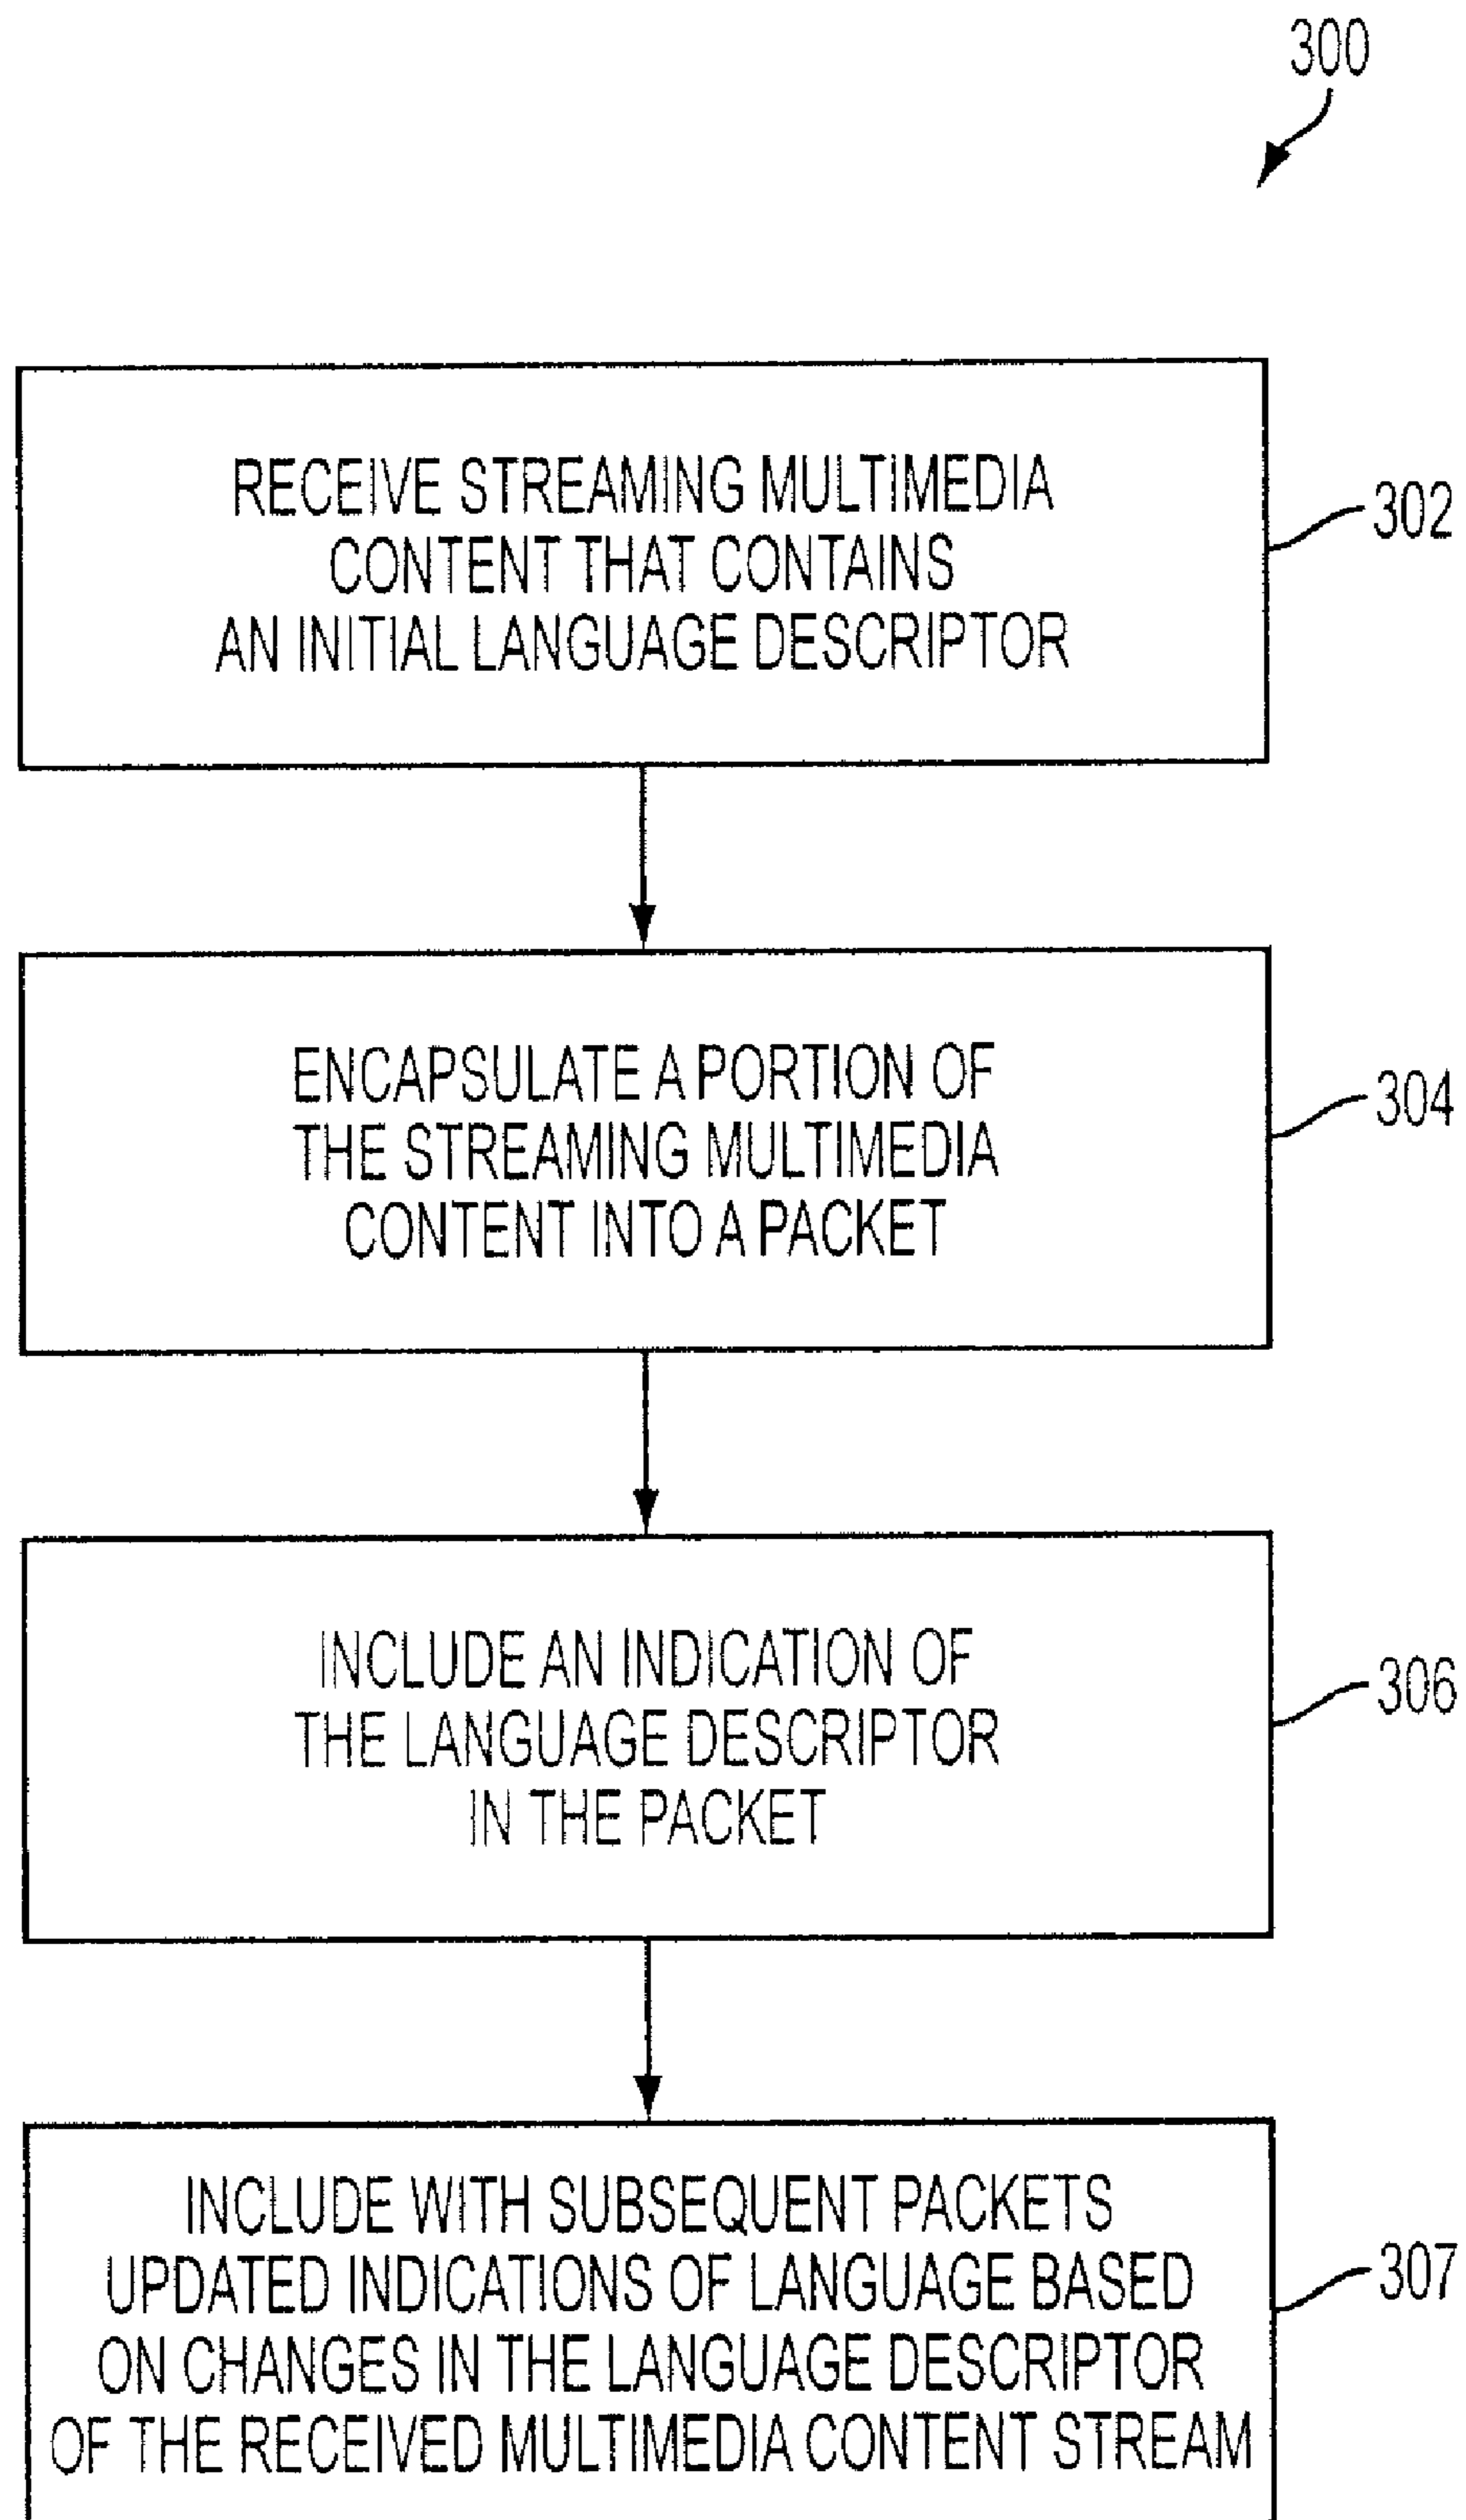 300
RECEIVE STREAMING MULTIMEDIA
CONTENT THAT CONTAINS
AN INITIAL LANGUAGE DESCRIPTOR
302
ENCAPSULATE A PORTION OF
THE STREAMING MULTIMEDIA
CONTENT INTO A PACKET
304
INCLUDE AN INDICATION OF
THE LANGUAGE DESCRIPTOR
IN THE PACKET
306
INCLUDE WITH SUBSEQUENT PACKETS
UPDATED INDICATIONS OF LANGUAGE BASED
ON CHANGES IN THE LANGUAGE DESCRIPTOR
OF THE RECEIVED MULTIMEDIA CONTENT STREAM
307